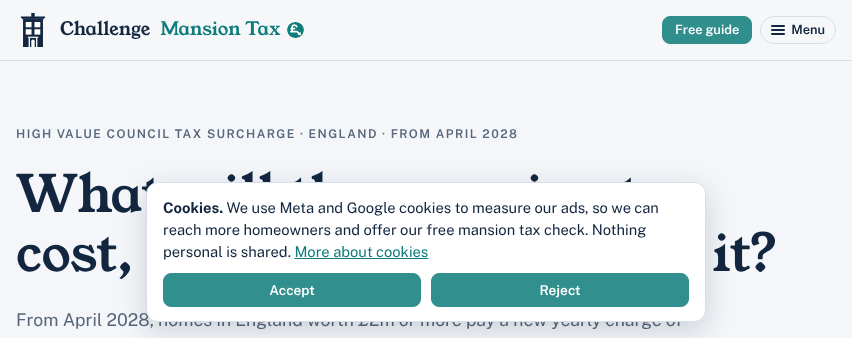 Challenge Mansion Tax £
Free guide
Menu
HIGH VALUE COUNCIL TAX SURCHARGE · ENGLAND · FROM APRIL 2028
What
cost, it?
Cookies. We use Meta and Google cookies to measure our ads, so we can
reach more homeowners and offer our free mansion tax check. Nothing
personal is shared. More about cookies
Accept
Reject
From April 2028, homes in England worth £2m or more pay a new yearly charge of